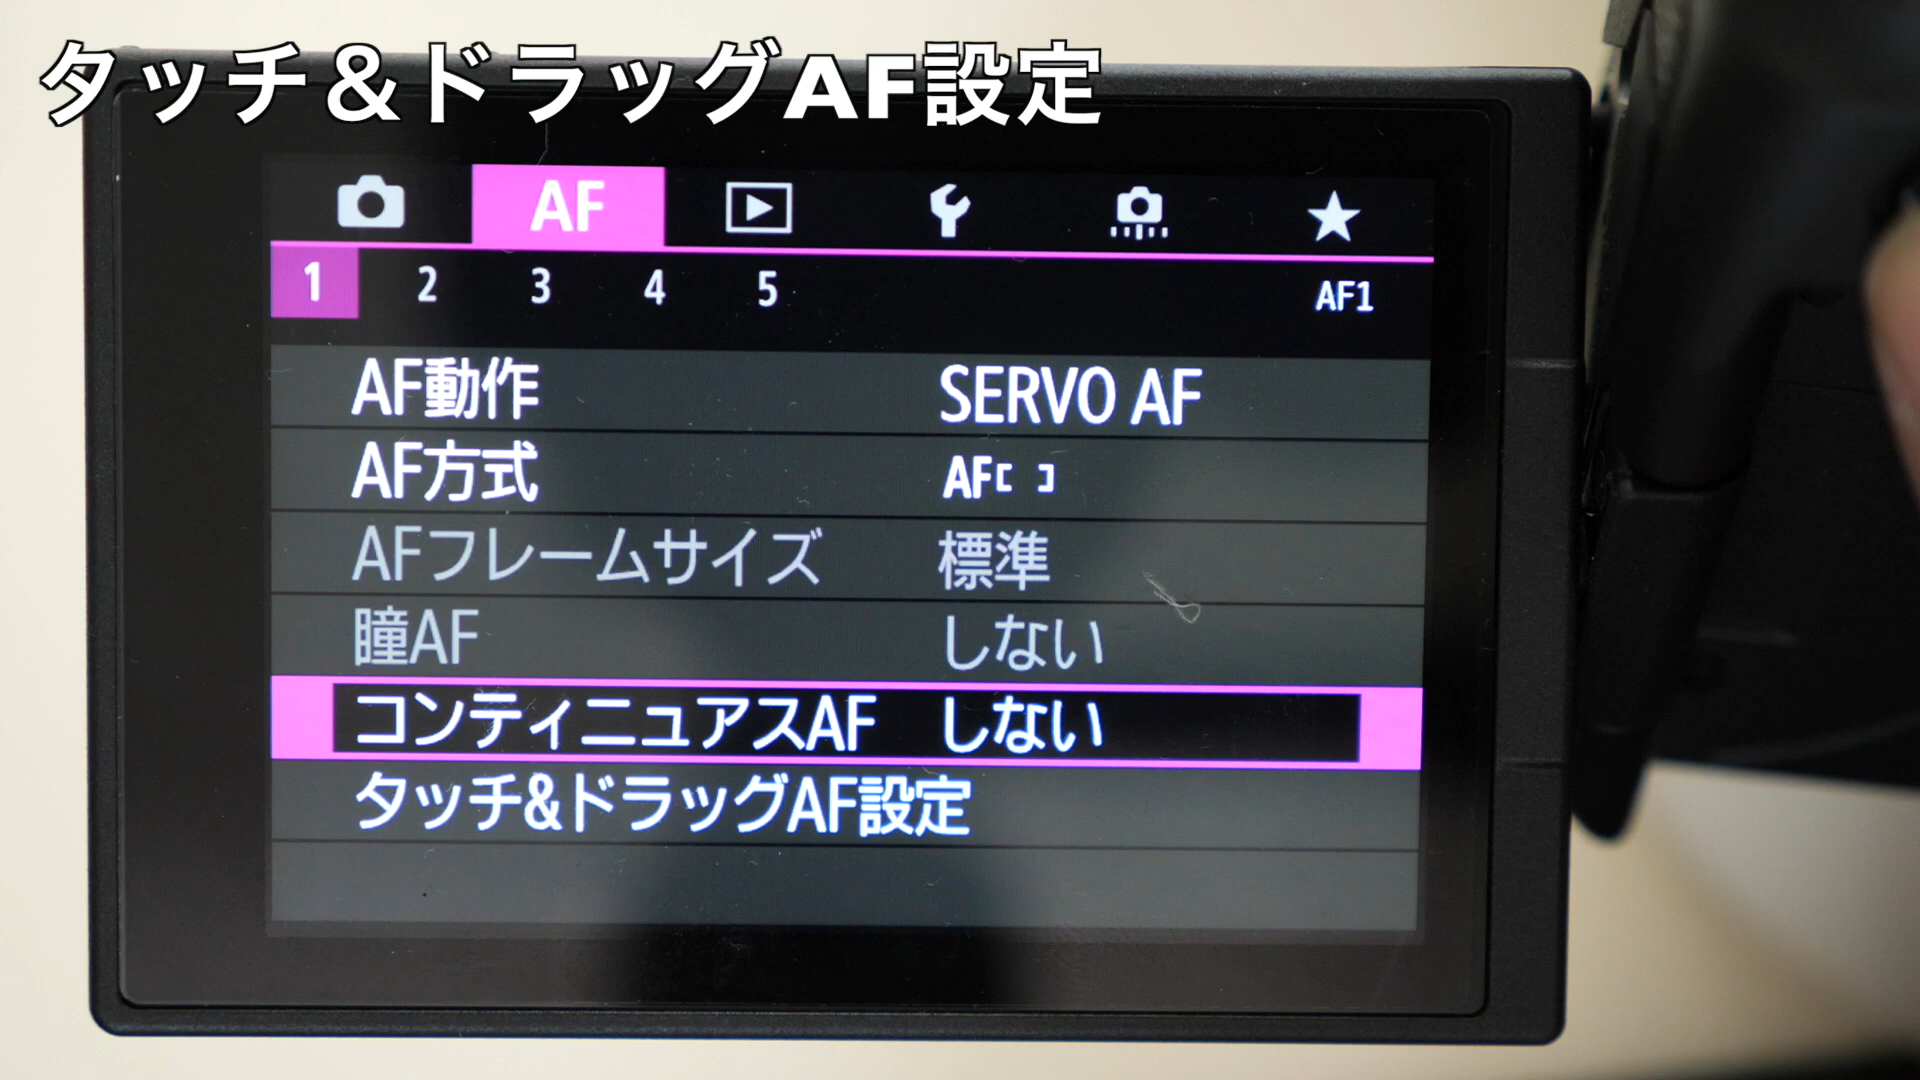 タッチ＆ドラッグAF設定
AF
1 2 3 4 5 AF1
AF動作 SERVO AF
AF方式 AF[ ]
AFフレームサイズ 標準
瞳AF しない
コンティニュアスAF しない
タッチ&ドラッグAF設定